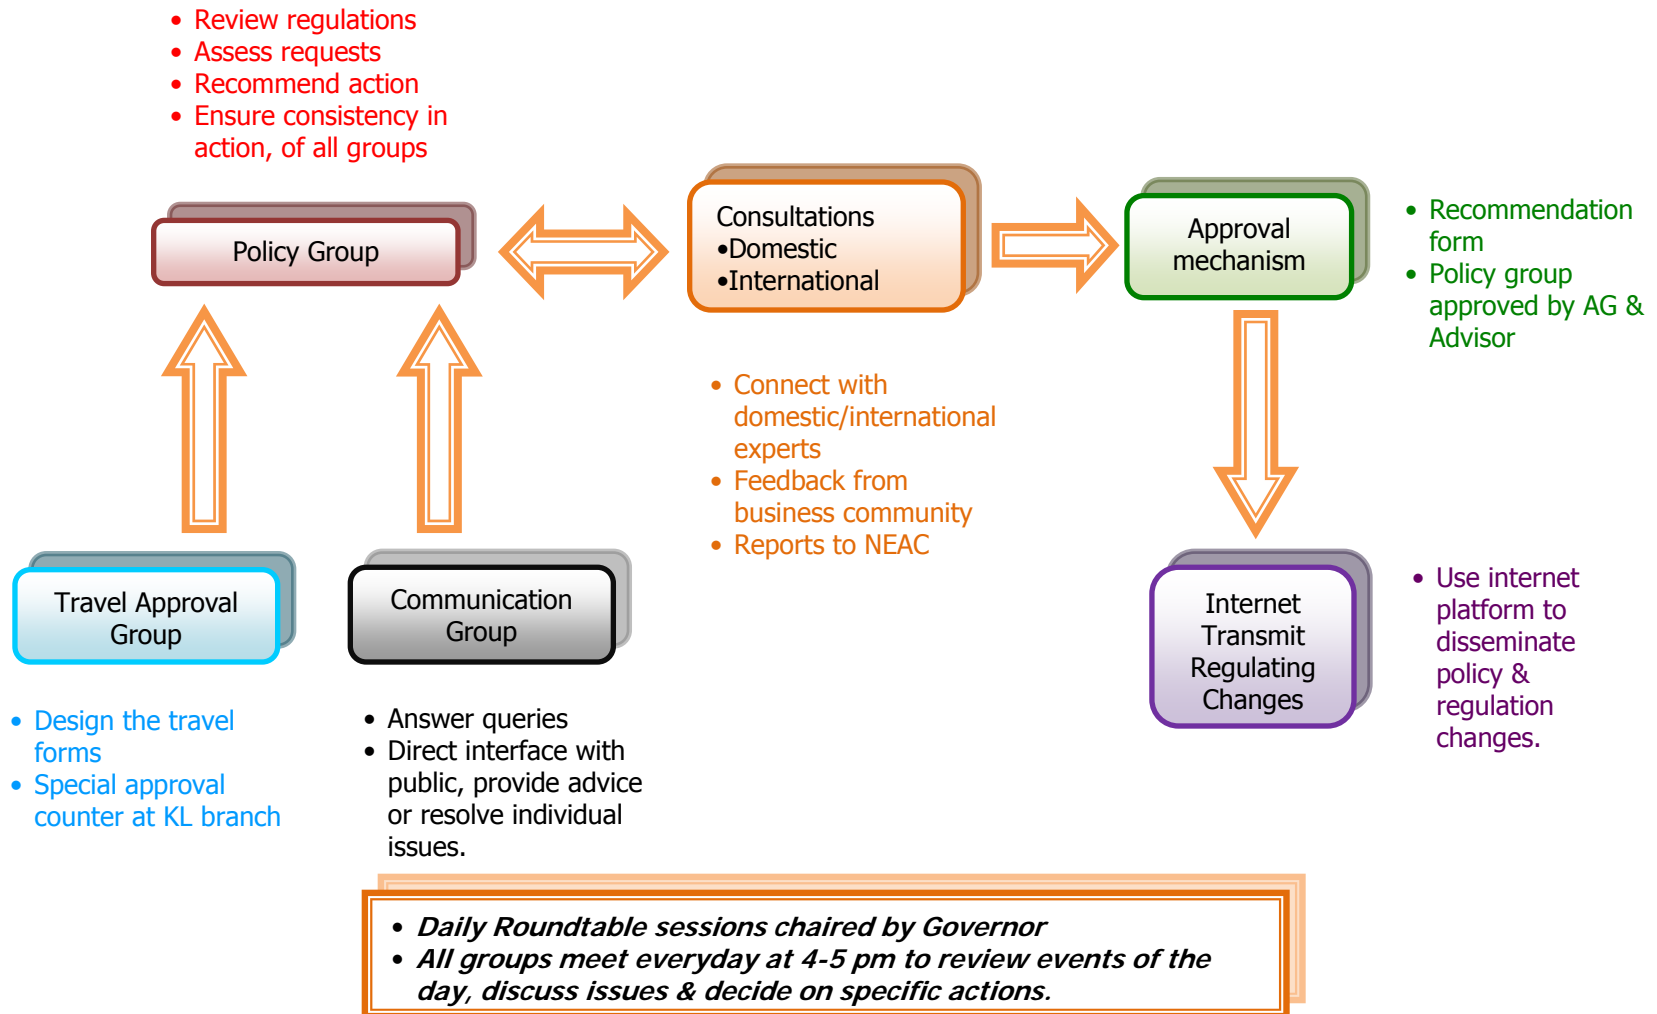 • Review regulations
• Assess requests
• Recommend action
• Ensure consistency in
action, of all groups
Policy Group
Consultations
•Domestic
•International
Approval
mechanism
• Recommendation
form
• Policy group
approved by AG &
Advisor
• Connect with
domestic/international
experts
• Feedback from
business community
• Reports to NEAC
Travel Approval
Group
Communication
Group
Internet
Transmit
Regulating
Changes
• Use internet
platform to
disseminate
policy &
regulation
changes.
• Design the travel
forms
• Special approval
counter at KL branch
• Answer queries
• Direct interface with
public, provide advice
or resolve individual
issues.
• Daily Roundtable sessions chaired by Governor
• All groups meet everyday at 4-5 pm to review events of the
day, discuss issues & decide on specific actions.